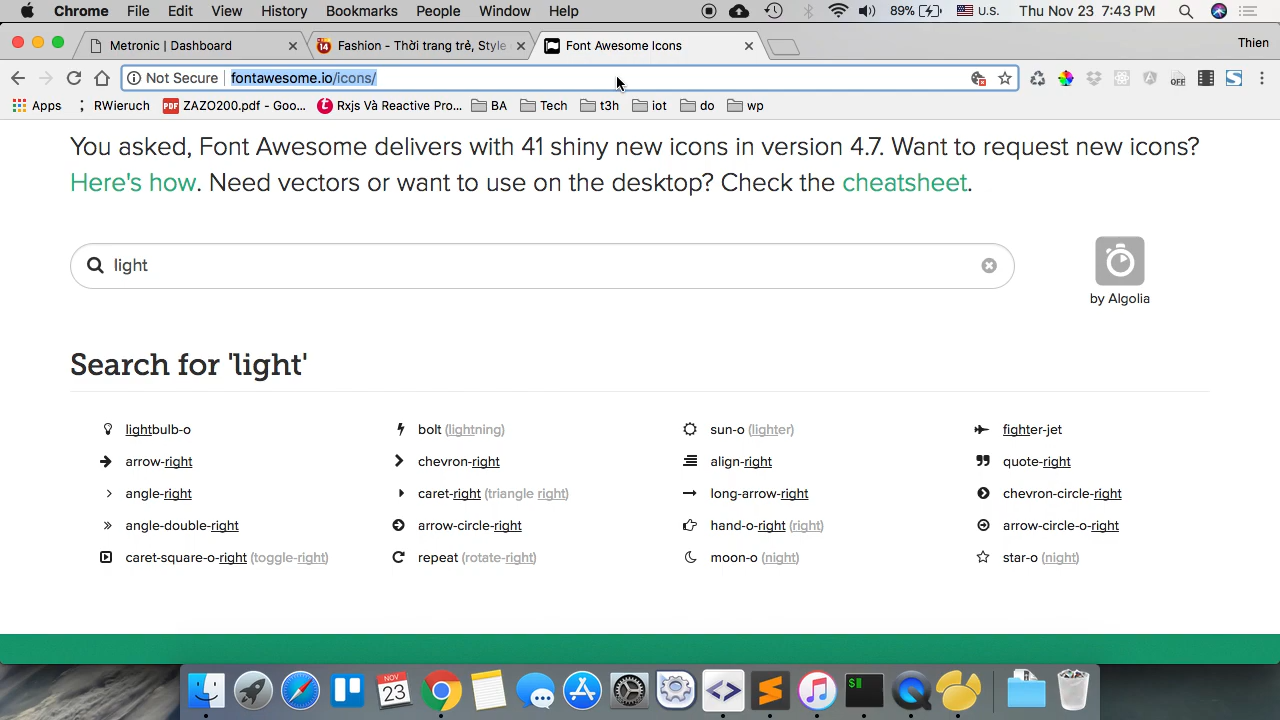 Chrome File Edit View History Bookmarks People Window Help 89% U.S. Thu Nov 23 7:43 PM
Metronic | Dashboard
Fashion - Thời trang trẻ, Style
Font Awesome Icons
Thien
Not Secure fontawesome.io/icons/
OFF
Apps RWieruch ZAZO200.pdf - Goo... Rxjs Và Reactive Pro... BA Tech t3h iot do wp
You asked, Font Awesome delivers with 41 shiny new icons in version 4.7. Want to request new icons?
Here's how. Need vectors or want to use on the desktop? Check the cheatsheet.
light
by Algolia
Search for 'light'
lightbulb-o bolt (lightning) sun-o (lighter) fighter-jet
arrow-right chevron-right align-right quote-right
angle-right caret-right (triangle right) long-arrow-right chevron-circle-right
angle-double-right arrow-circle-right hand-o-right (right) arrow-circle-o-right
caret-square-o-right (toggle-right) repeat (rotate-right) moon-o (night) star-o (night)
NOV
23